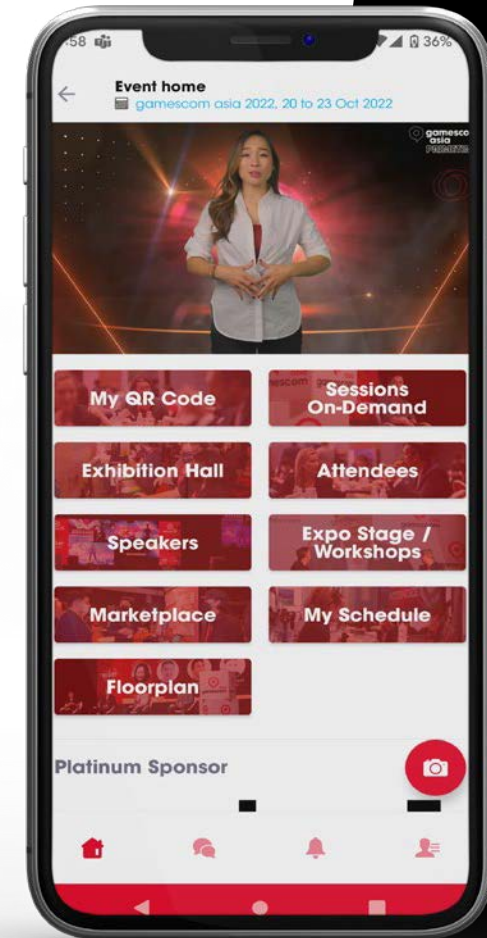 :58
36%
Event home
gamescom asia 2022, 20 to 23 Oct 2022
gamesco
asia
My QR Code
Sessions
On-Demand
Exhibition Hall
Attendees
Speakers
Expo Stage /
Workshops
Marketplace
My Schedule
Floorplan
Platinum Sponsor